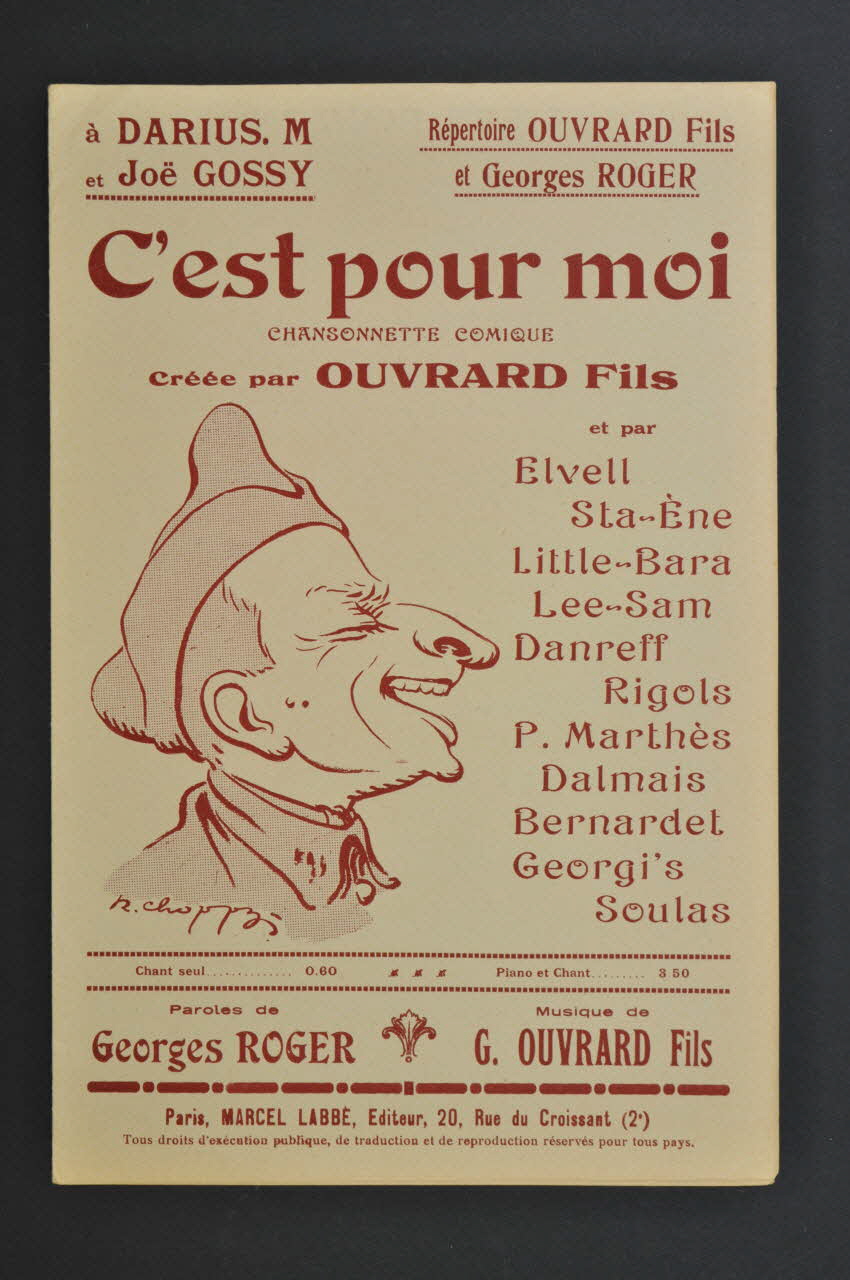 à DARIUS. M
et Joë GOSSY
Répertoire OUVRARD Fils
et Georges ROGER
C'est pour moi
CHANSONNETTE COMIQUE
Créée par OUVRARD Fils
et par
Elvell
Sta-Ène
Little-Bara
Lee-Sam
Danreff
Rigols
P. Marthès
Dalmais
Bernardet
Georgi's
Soulas
Chant seul.............. 0.60
Piano et Chant......... 3 50
Paroles de
Georges ROGER
Musique de
G. OUVRARD Fils
Paris, MARCEL LABBÉ, Editeur, 20, Rue du Croissant (2e)
Tous droits d'exécution publique, de traduction et de reproduction réservés pour tous pays.